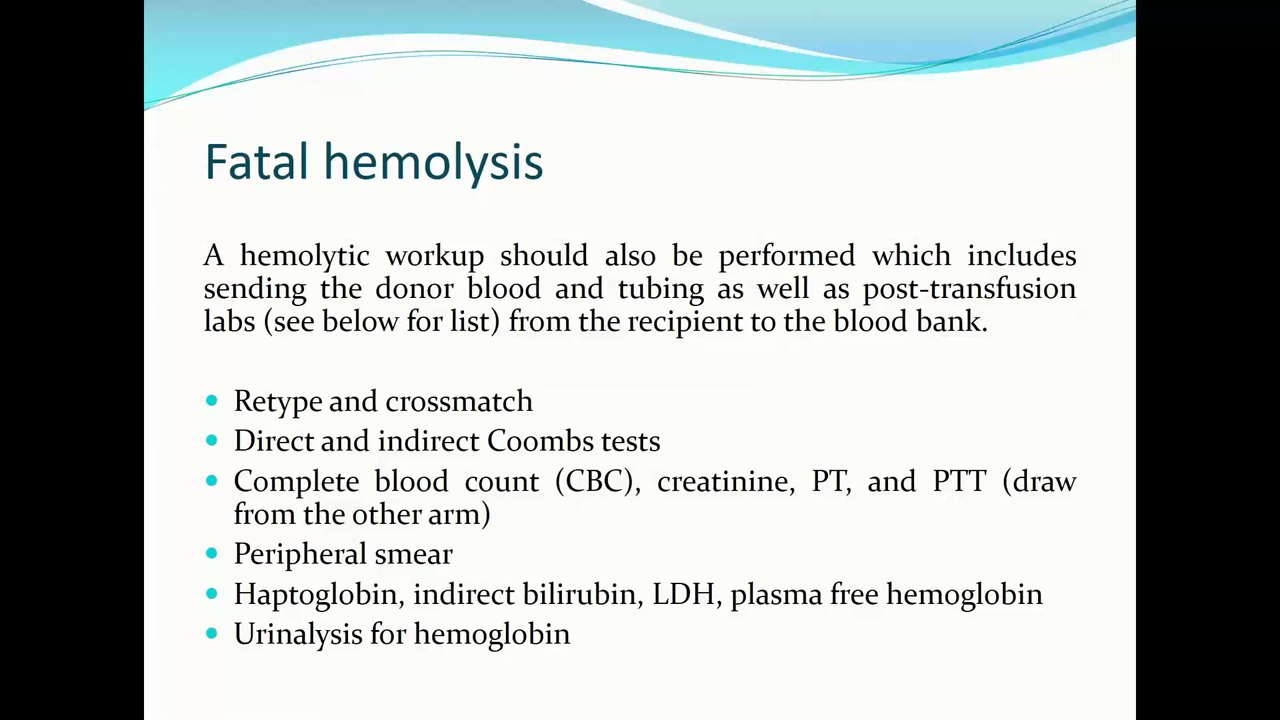 Fatal hemolysis
A hemolytic workup should also be performed which includes
sending the donor blood and tubing as well as post-transfusion
labs (see below for list) from the recipient to the blood bank.
• Retype and crossmatch
• Direct and indirect Coombs tests
• Complete blood count (CBC), creatinine, PT, and PTT (draw
from the other arm)
• Peripheral smear
• Haptoglobin, indirect bilirubin, LDH, plasma free hemoglobin
• Urinalysis for hemoglobin